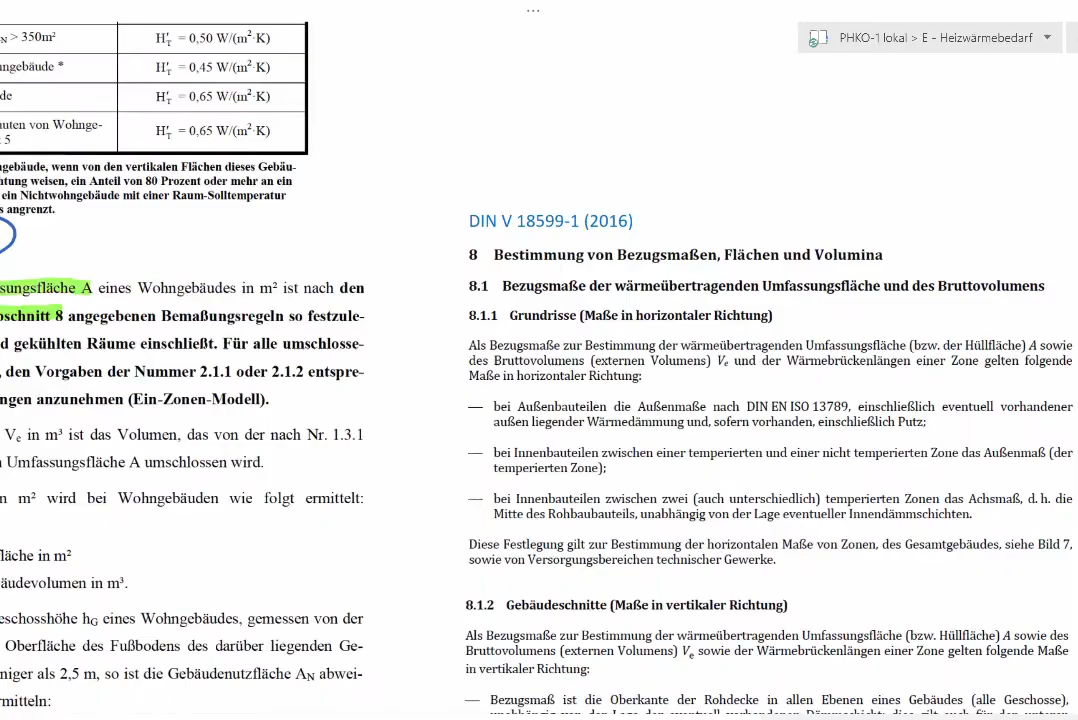 ...
PHKO-1 lokal > E – Heizwärmebedarf
N > 350m² H′T = 0,50 W/(m²·K)
ngebäude * H′T = 0,45 W/(m²·K)
de H′T = 0,65 W/(m²·K)
uten von Wohnge-
5 H′T = 0,65 W/(m²·K)
ngebäude, wenn von den vertikalen Flächen dieses Gebäu-
htung weisen, ein Anteil von 80 Prozent oder mehr an ein
ein Nichtwohngebäude mit einer Raum-Solltemperatur
s angrenzt.
sungsfläche A eines Wohngebäudes in m² ist nach den
bschnitt 8 angegebenen Bemaßungsregeln so festzule-
d gekühlten Räume einschließt. Für alle umschlosse-
, den Vorgaben der Nummer 2.1.1 oder 2.1.2 entspre-
ngen anzunehmen (Ein-Zonen-Modell).
Ve in m³ ist das Volumen, das von der nach Nr. 1.3.1
n Umfassungsfläche A umschlossen wird.
n m² wird bei Wohngebäuden wie folgt ermittelt:
läche in m²
äudevolumen in m³.
eschosshöhe hG eines Wohngebäudes, gemessen von der
Oberfläche des Fußbodens des darüber liegenden Ge-
niger als 2,5 m, so ist die Gebäudenutzfläche AN abwei-
rmitteln:
DIN V 18599-1 (2016)
8 Bestimmung von Bezugsmaßen, Flächen und Volumina
8.1 Bezugsmaße der wärmeübertragenden Umfassungsfläche und des Bruttovolumens
8.1.1 Grundrisse (Maße in horizontaler Richtung)
Als Bezugsmaße zur Bestimmung der wärmeübertragenden Umfassungsfläche (bzw. der Hüllfläche) A sowie
des Bruttovolumens (externen Volumens) Ve und der Wärmebrückenlängen einer Zone gelten folgende
Maße in horizontaler Richtung:
— bei Außenbauteilen die Außenmaße nach DIN EN ISO 13789, einschließlich eventuell vorhandener
außen liegender Wärmedämmung und, sofern vorhanden, einschließlich Putz;
— bei Innenbauteilen zwischen einer temperierten und einer nicht temperierten Zone das Außenmaß (der
temperierten Zone);
— bei Innenbauteilen zwischen zwei (auch unterschiedlich) temperierten Zonen das Achsmaß, d. h. die
Mitte des Rohbaubauteils, unabhängig von der Lage eventueller Innendämmschichten.
Diese Festlegung gilt zur Bestimmung der horizontalen Maße von Zonen, des Gesamtgebäudes, siehe Bild 7,
sowie von Versorgungsbereichen technischer Gewerke.
8.1.2 Gebäudeschnitte (Maße in vertikaler Richtung)
Als Bezugsmaße zur Bestimmung der wärmeübertragenden Umfassungsfläche (bzw. Hüllfläche) A sowie des
Bruttovolumens (externen Volumens) Ve sowie der Wärmebrückenlängen einer Zone gelten folgende Maße
in vertikaler Richtung:
— Bezugsmaß ist die Oberkante der Rohdecke in allen Ebenen eines Gebäudes (alle Geschosse),